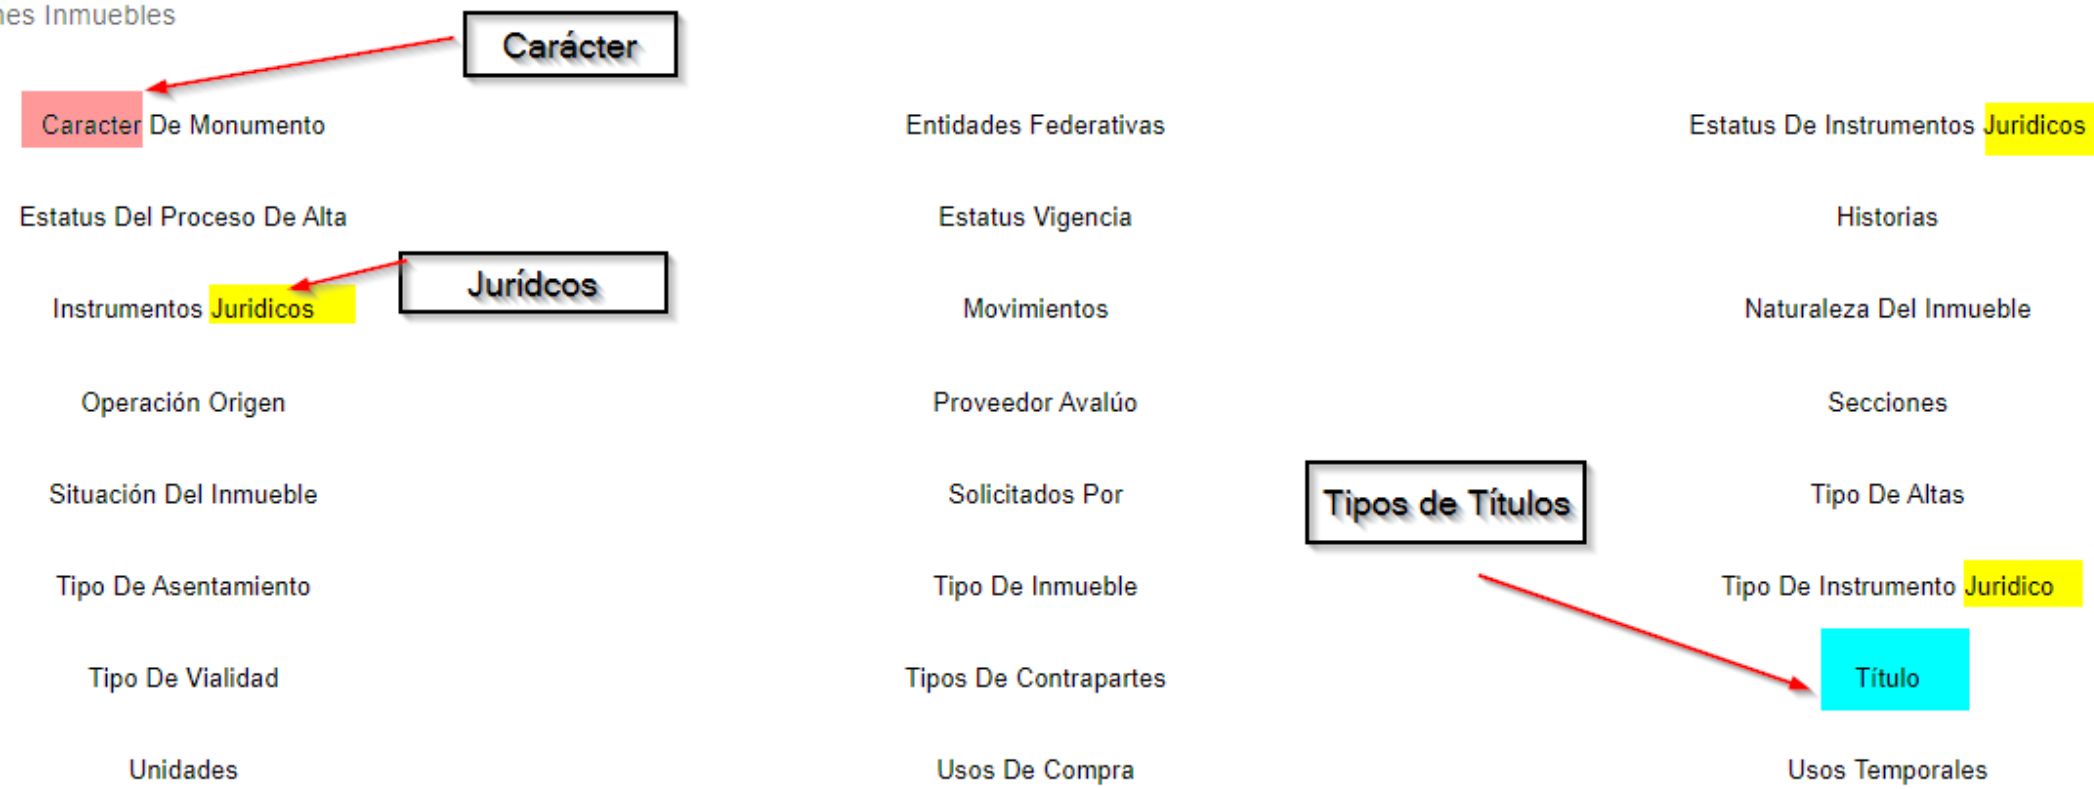 nes Inmuebles
Carácter
Caracter De Monumento
Entidades Federativas
Estatus De Instrumentos Juridicos
Estatus Del Proceso De Alta
Estatus Vigencia
Historias
Jurídcos
Instrumentos Juridicos
Movimientos
Naturaleza Del Inmueble
Operación Origen
Proveedor Avalúo
Secciones
Situación Del Inmueble
Solicitados Por
Tipos de Títulos
Tipo De Altas
Tipo De Asentamiento
Tipo De Inmueble
Tipo De Instrumento Juridico
Tipo De Vialidad
Tipos De Contrapartes
Título
Unidades
Usos De Compra
Usos Temporales